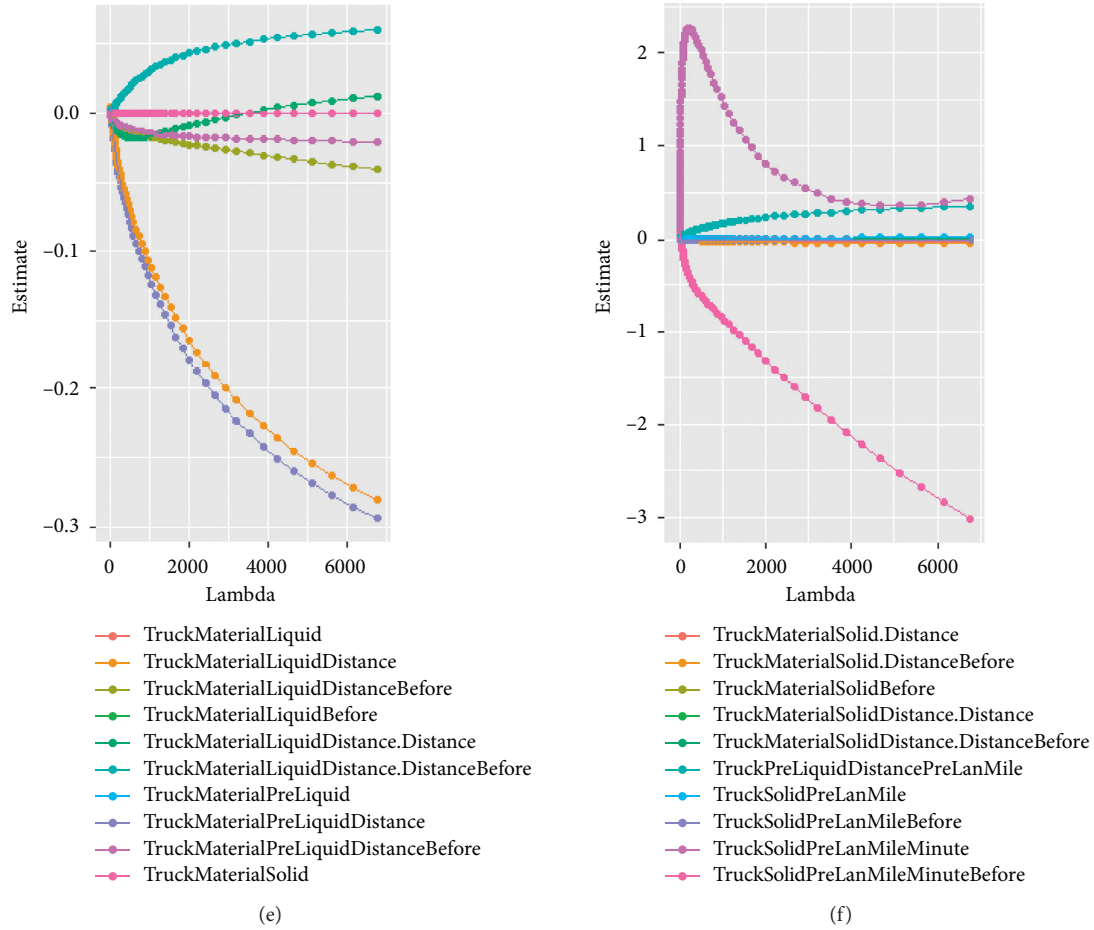 0.0
−0.1
−0.2
−0.3
Estimate
0
2000
4000
6000
Lambda
TruckMaterialLiquid
TruckMaterialLiquidDistance
TruckMaterialLiquidDistanceBefore
TruckMaterialLiquidBefore
TruckMaterialLiquidDistance.Distance
TruckMaterialLiquidDistance.DistanceBefore
TruckMaterialPreLiquid
TruckMaterialPreLiquidDistance
TruckMaterialPreLiquidDistanceBefore
TruckMaterialSolid
(e)
2
1
0
−1
−2
−3
Estimate
0
2000
4000
6000
Lambda
TruckMaterialSolid.Distance
TruckMaterialSolid.DistanceBefore
TruckMaterialSolidBefore
TruckMaterialSolidDistance.Distance
TruckMaterialSolidDistance.DistanceBefore
TruckPreLiquidDistancePreLanMile
TruckSolidPreLanMile
TruckSolidPreLanMileBefore
TruckSolidPreLanMileMinute
TruckSolidPreLanMileMinuteBefore
(f)